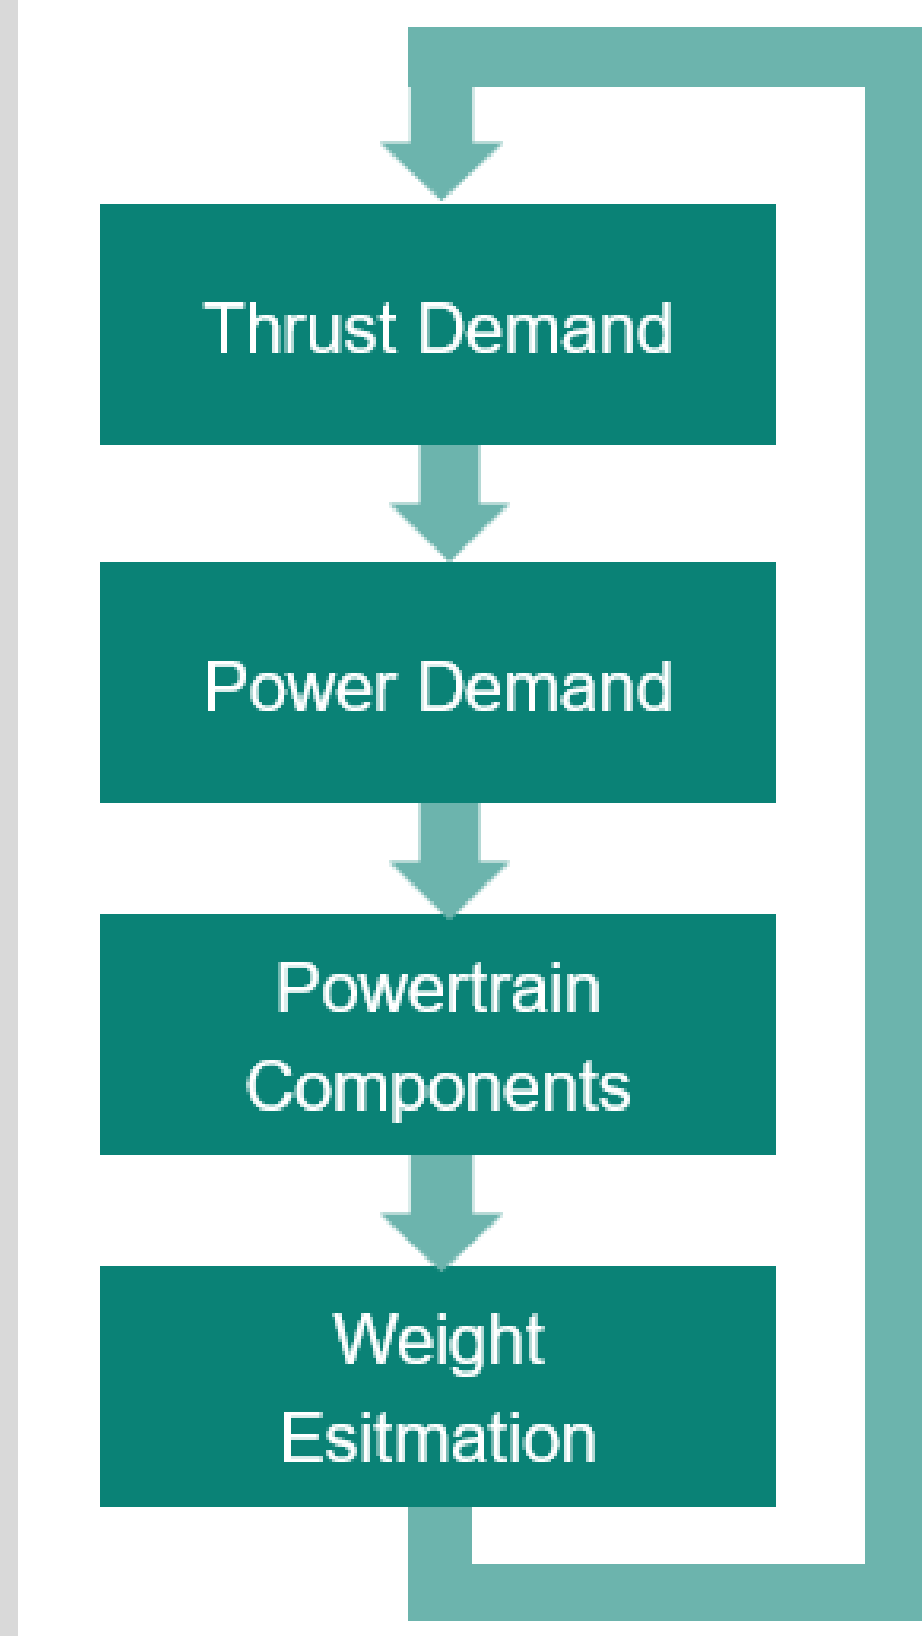 Thrust Demand
Power Demand
Powertrain
Components
Weight
Esitmation